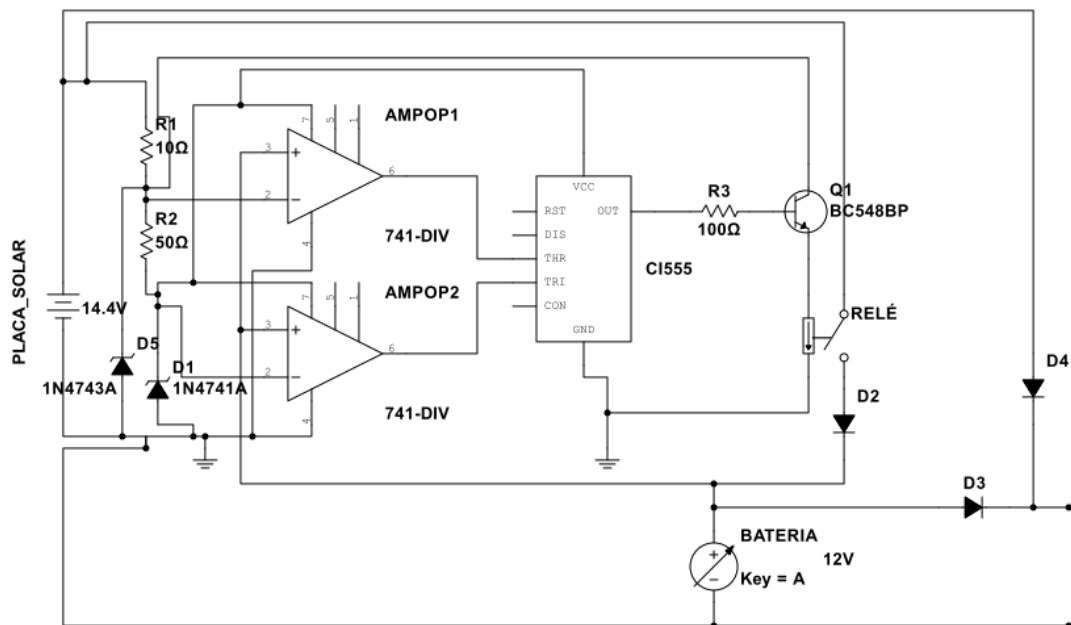 AMPOP1
7
5
1
R1
10Ω
3
2
6
4
741-DIV
R2
50Ω
VCC
RST
OUT
DIS
THR
TRI
CON
GND
CI555
R3
100Ω
Q1
BC548BP
PLACA_SOLAR
14.4V
AMPOP2
7
5
1
3
2
6
4
741-DIV
D5
1N4743A
D1
1N4741A
RELÉ
D4
D2
D3
BATERIA
12V
Key = A